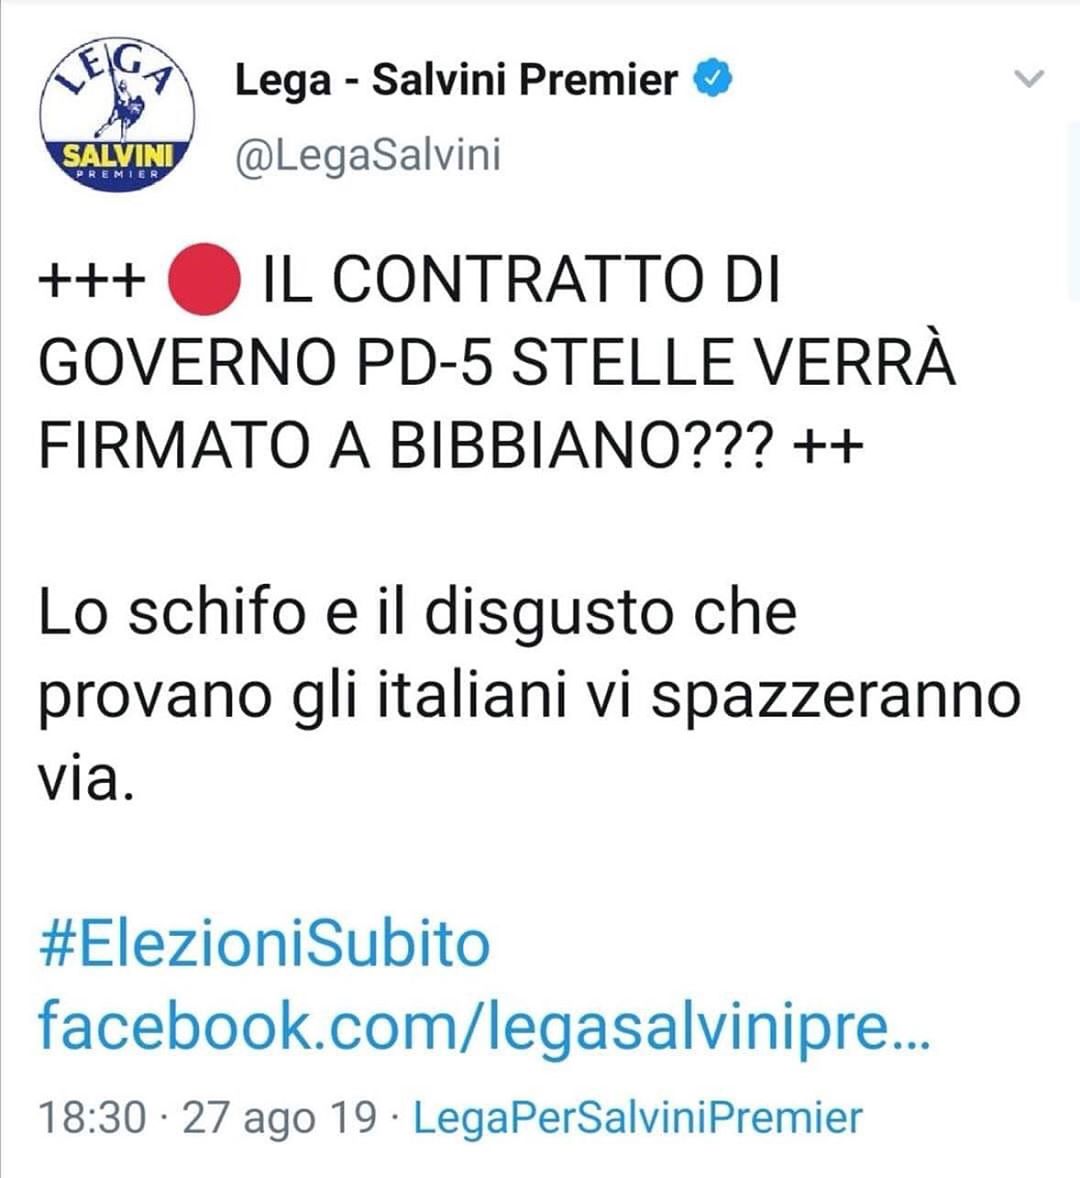 LEGA
SALVINI
PREMIER
Lega - Salvini Premier
@LegaSalvini
+++ 🔴 IL CONTRATTO DI
GOVERNO PD-5 STELLE VERRÀ
FIRMATO A BIBBIANO??? ++
Lo schifo e il disgusto che
provano gli italiani vi spazzeranno
via.
#ElezioniSubito
facebook.com/legasalvinipre...
18:30 · 27 ago 19 · LegaPerSalviniPremier